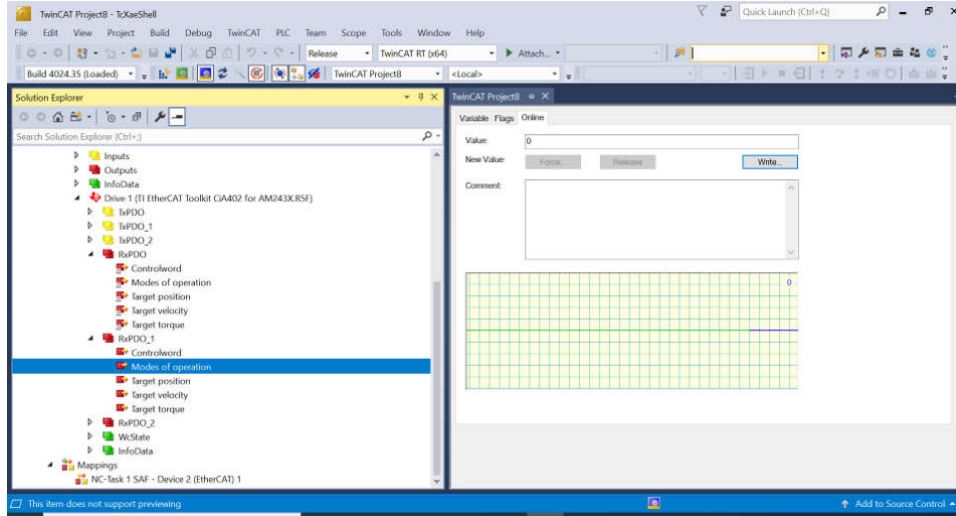 TwinCAT Project8 - TcXaeShell
Quick Launch (Ctrl+Q)
File Edit View Project Build Debug TwinCAT PLC Team Scope Tools Window Help
Release TwinCAT RT (x64) Attach...
Build 4024.35 (Loaded) TwinCAT Project8 <Local>
Solution Explorer
Search Solution Explorer (Ctrl+;)
Inputs
Outputs
InfoData
Drive 1 (TI EtherCAT Toolkit CiA402 for AM243X.R5F)
TxPDO
TxPDO_1
TxPDO_2
RxPDO
Controlword
Modes of operation
Target position
Target velocity
Target torque
RxPDO_1
Controlword
Modes of operation
Target position
Target velocity
Target torque
RxPDO_2
WcState
InfoData
Mappings
NC-Task 1 SAF - Device 2 (EtherCAT) 1
TwinCAT Project8
Variable Flags Online
Value: 0
New Value: Force... Release Write...
Comment:
0
This item does not support previewing
Add to Source Control